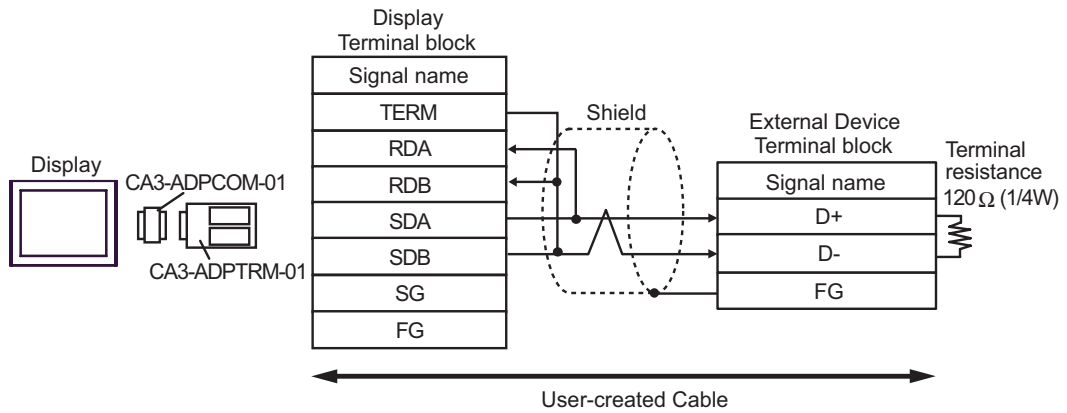 Display
CA3-ADPCOM-01
CA3-ADPTRM-01
Display
Terminal block
Signal name
TERM
RDA
RDB
SDA
SDB
SG
FG
Shield
External Device
Terminal block
Signal name
D+
D-
FG
Terminal
resistance
120Ω (1/4W)
User-created Cable